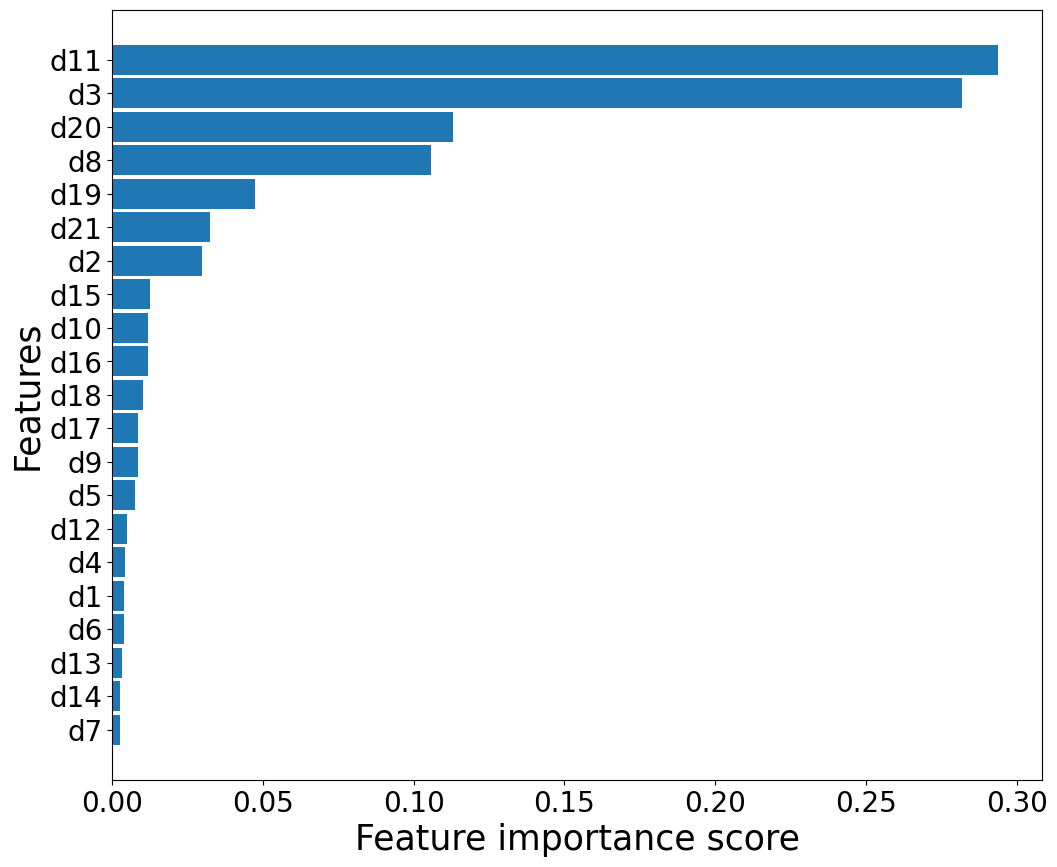 d11
d3
d20
d8
d19
d21
d2
d15
d10
d16
d18
d17
d9
d5
d12
d4
d1
d6
d13
d14
d7
Features
0.00 0.05 0.10 0.15 0.20 0.25 0.30
Feature importance score